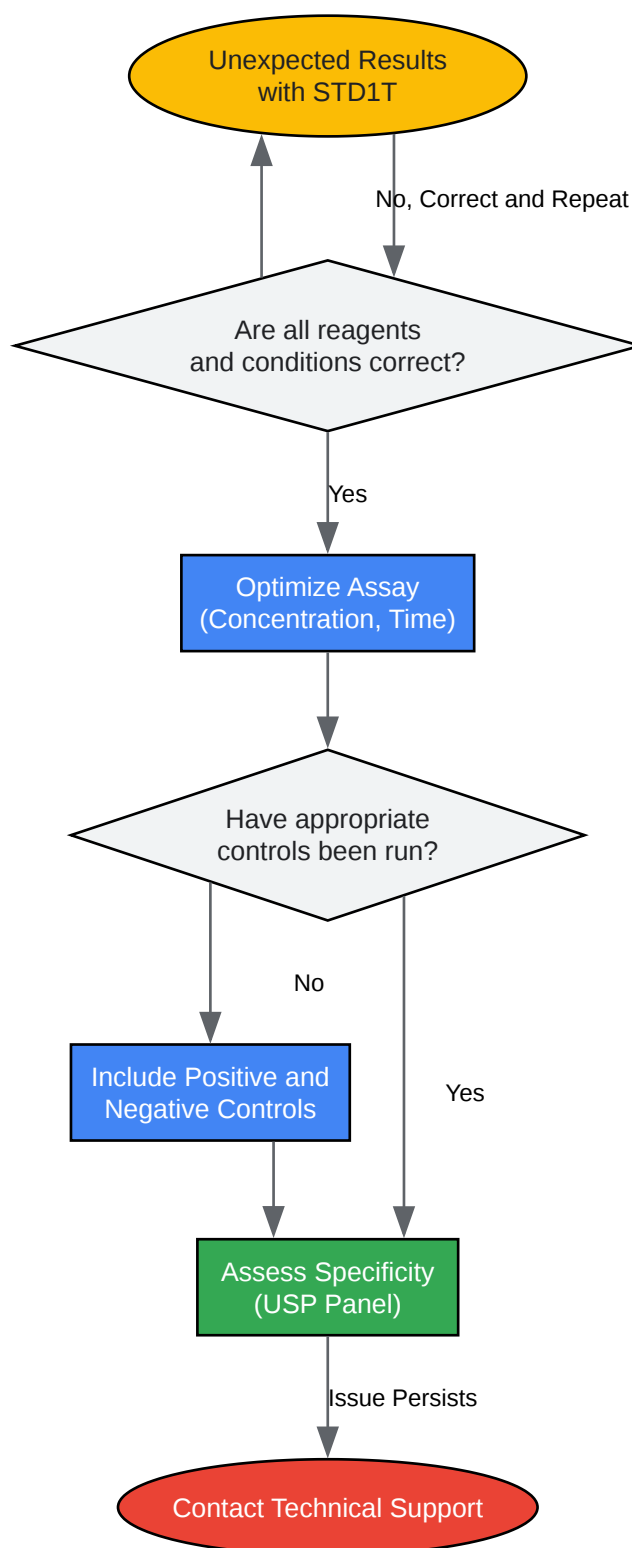 Unexpected Results
with STD1T
No, Correct and Repeat
Are all reagents
and conditions correct?
Yes
Optimize Assay
(Concentration, Time)
Have appropriate
controls been run?
No
Include Positive and
Negative Controls
Yes
Assess Specificity
(USP Panel)
Issue Persists
Contact Technical Support